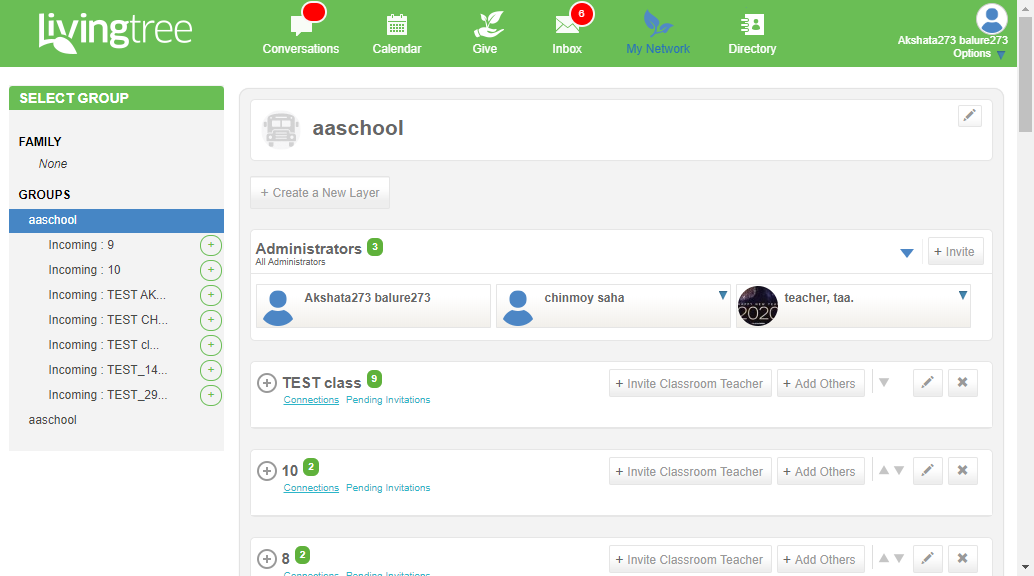 livingtree
Conversations
Calendar
Give
6
Inbox
My Network
Directory
Akshata273 balure273
Options
SELECT GROUP
FAMILY
None
GROUPS
aaschool
Incoming : 9 +
Incoming : 10 +
Incoming : TEST AK... +
Incoming : TEST CH... +
Incoming : TEST cl... +
Incoming : TEST_14... +
Incoming : TEST_29... +
aaschool
aaschool
+ Create a New Layer
Administrators 3
All Administrators
+ Invite
Akshata273 balure273
chinmoy saha
teacher, taa.
HAPPY NEW YEAR
2020
TEST class 9
Connections Pending Invitations
+ Invite Classroom Teacher
+ Add Others
10 2
Connections Pending Invitations
+ Invite Classroom Teacher
+ Add Others
8 2
Connections Pending Invitations
+ Invite Classroom Teacher
+ Add Others